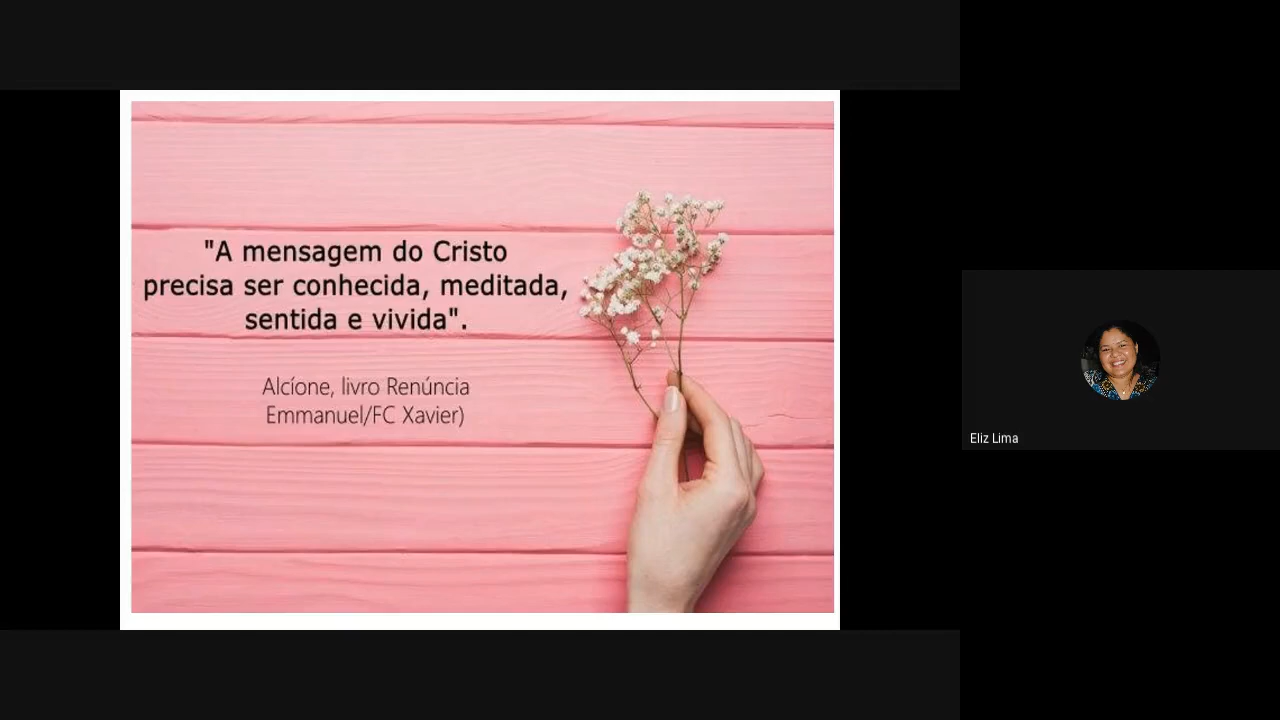 "A mensagem do Cristo
precisa ser conhecida, meditada,
sentida e vivida".
Alcíone, livro Renúncia
Emmanuel/FC Xavier)
Eliz Lima